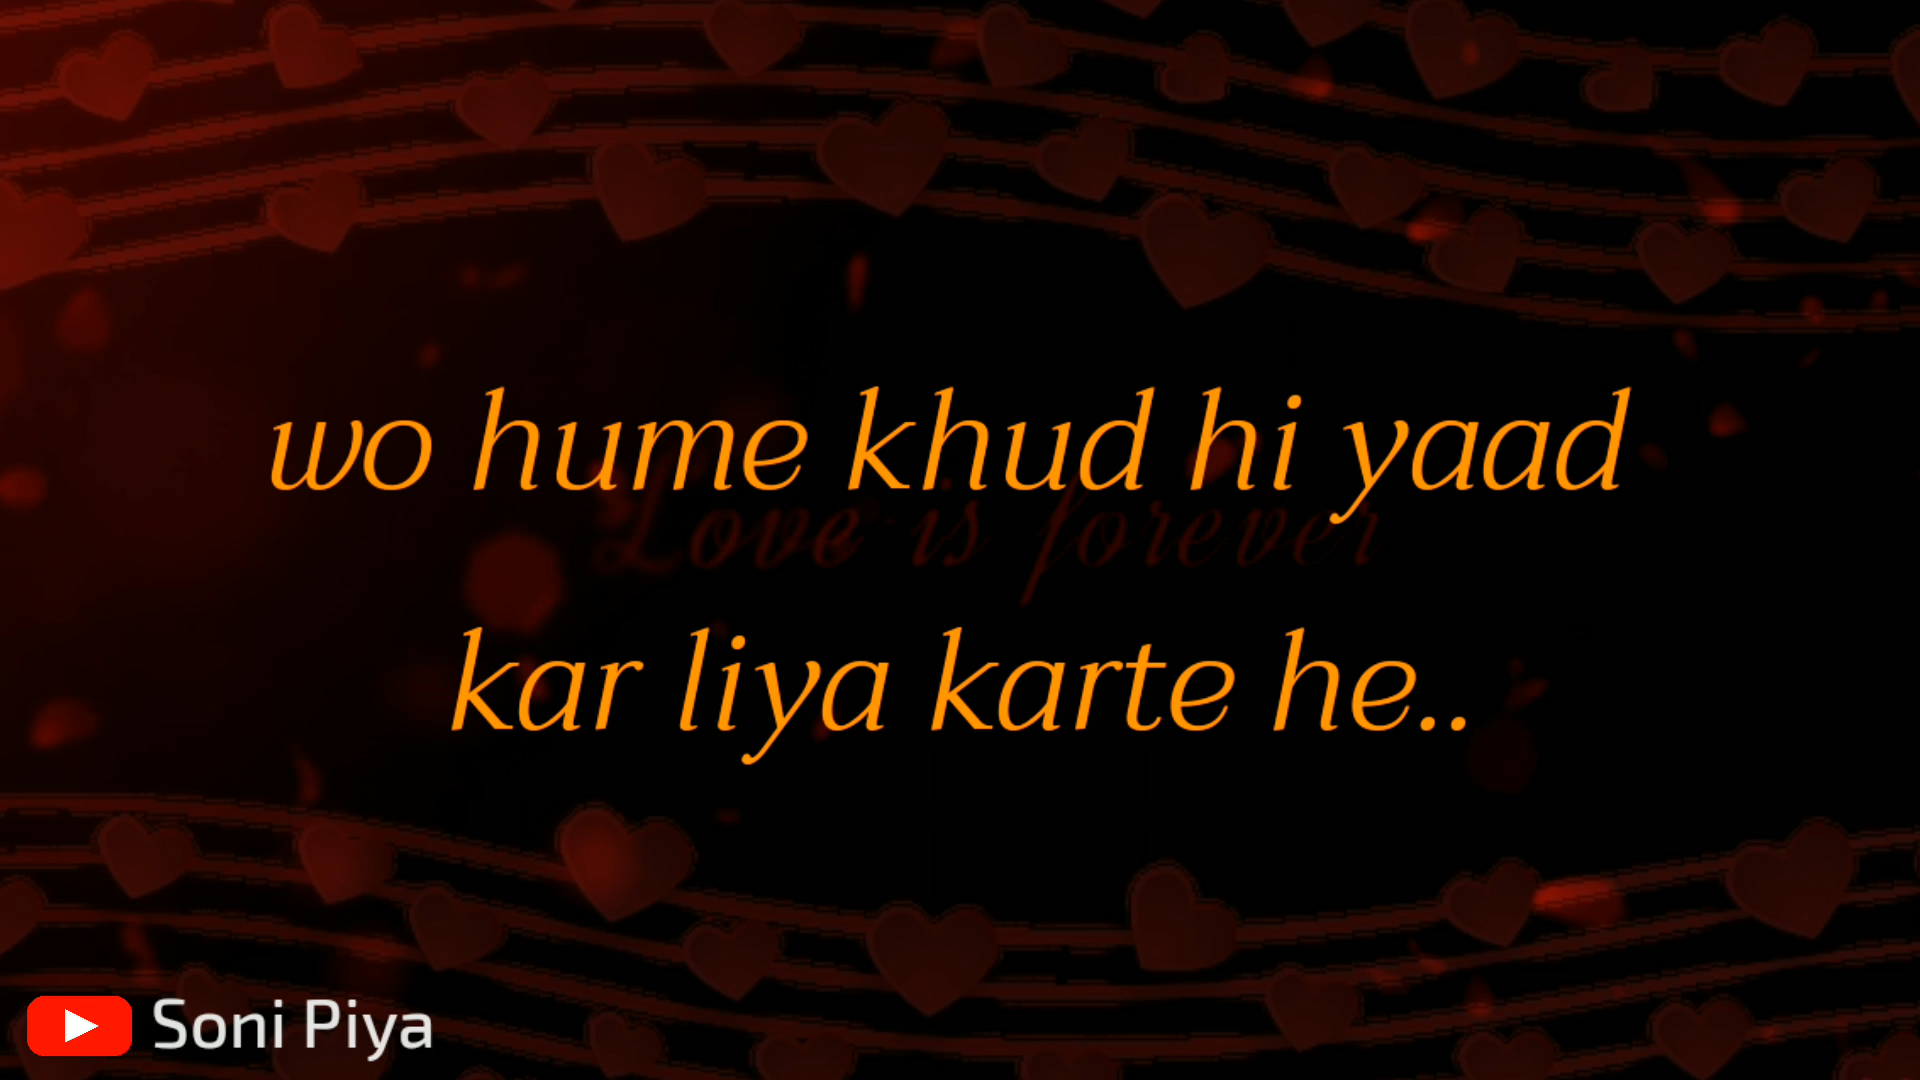 wo hume khud hi yaad
Love is forever
kar liya karte he..
Soni Piya